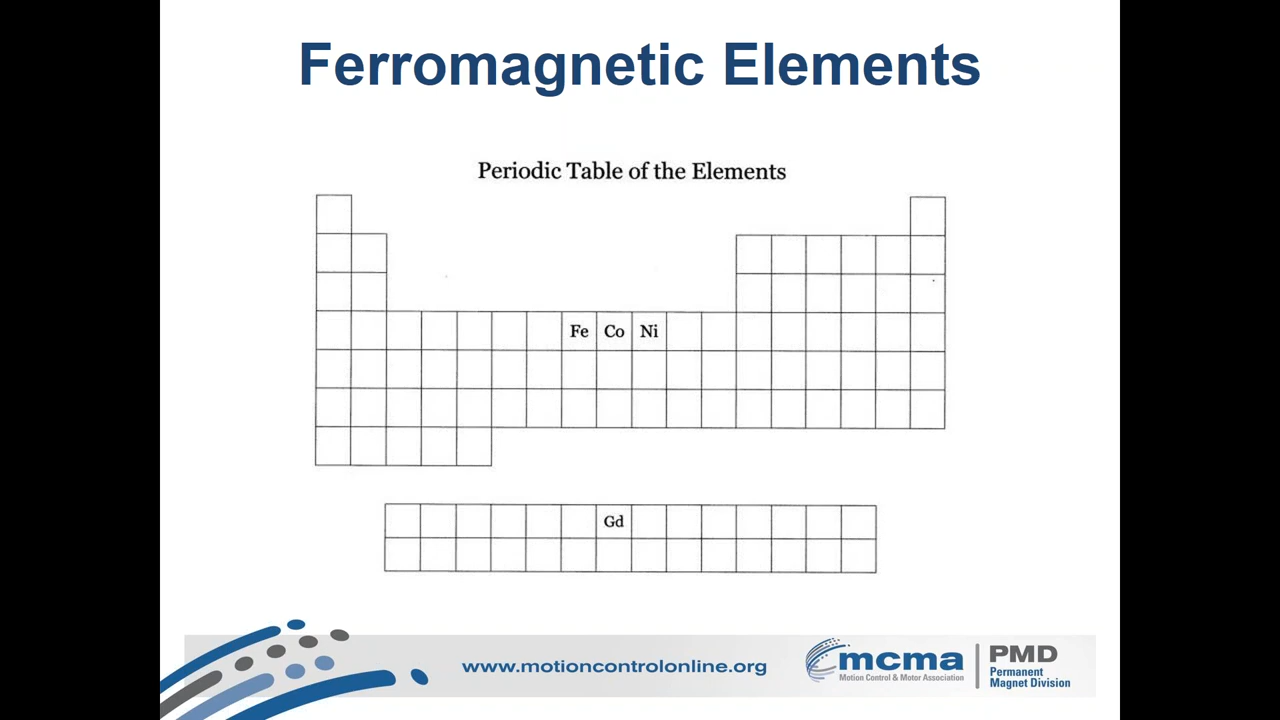 Ferromagnetic Elements
Periodic Table of the Elements
Fe Co Ni
Gd
www.motioncontrolonline.org
mcma
Motion Control & Motor Association
PMD
Permanent
Magnet Division